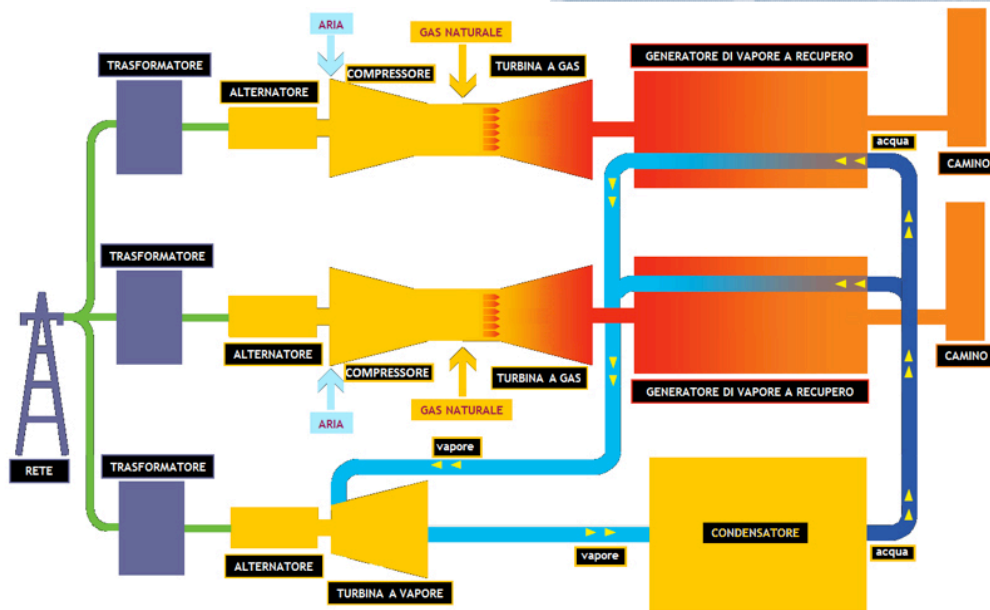 ARIA
GAS NATURALE
TRASFORMATORE
COMPRESSORE
TURBINA A GAS
GENERATORE DI VAPORE A RECUPERO
ALTERNATORE
acqua
CAMINO
TRASFORMATORE
ALTERNATORE
COMPRESSORE
TURBINA A GAS
GENERATORE DI VAPORE A RECUPERO
CAMINO
ARIA
GAS NATURALE
RETE
TRASFORMATORE
vapore
CONDENSATORE
ALTERNATORE
vapore
acqua
TURBINA A VAPORE